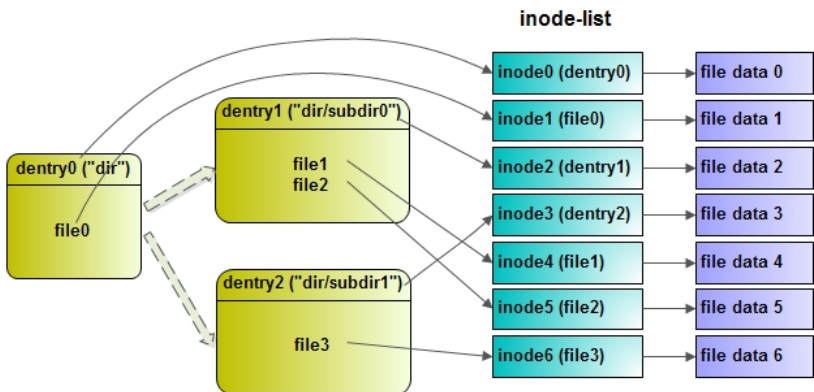 inode-list
dentry0 ("dir")
file0
dentry1 ("dir/subdir0")
file1
file2
dentry2 ("dir/subdir1")
file3
inode0 (dentry0)
file data 0
inode1 (file0)
file data 1
inode2 (dentry1)
file data 2
inode3 (dentry2)
file data 3
inode4 (file1)
file data 4
inode5 (file2)
file data 5
inode6 (file3)
file data 6